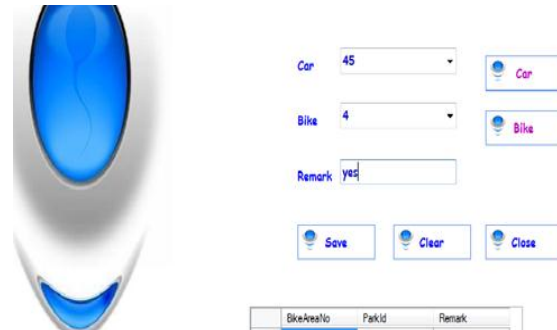 Car 45 Car
Bike 4 Bike
Remark yes
Save Clear Close
BikeAreaNo ParkId Remark